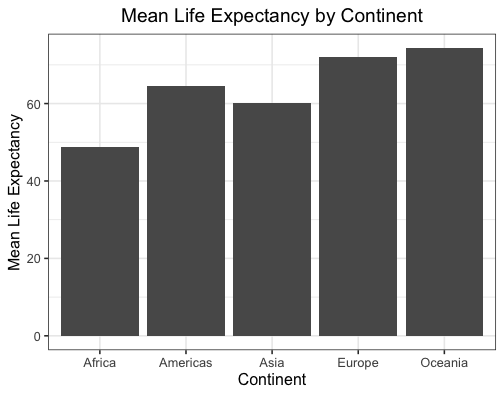 Mean Life Expectancy by Continent
Mean Life Expectancy
60
40
20
0
Africa Americas Asia Europe Oceania
Continent